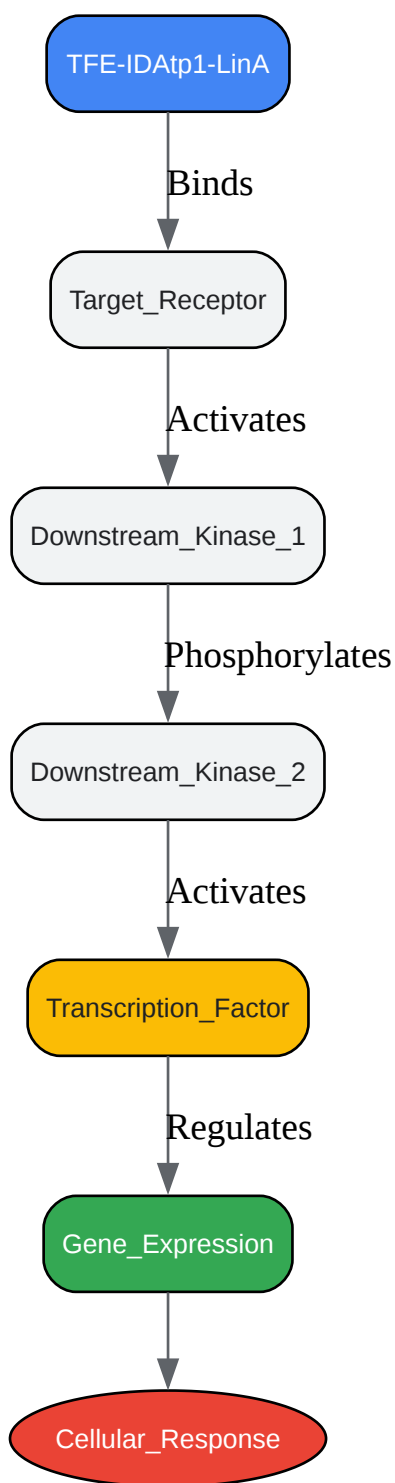 TFE-IDAtp1-LinA
Binds
Target_Receptor
Activates
Downstream_Kinase_1
Phosphorylates
Downstream_Kinase_2
Activates
Transcription_Factor
Regulates
Gene_Expression
Cellular_Response